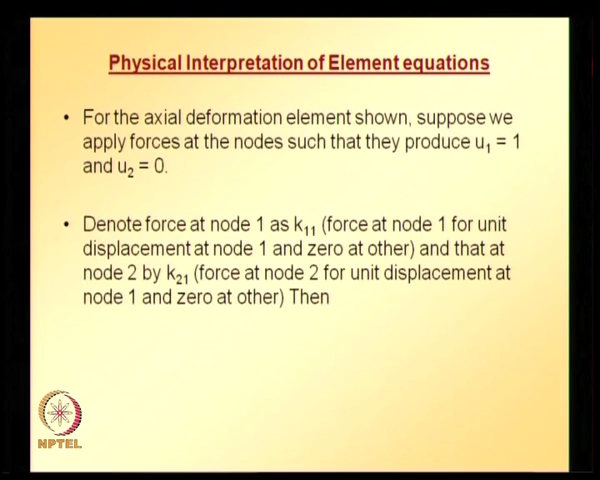 Physical Interpretation of Element equations
• For the axial deformation element shown, suppose we
apply forces at the nodes such that they produce u₁ = 1
and u₂ = 0.
• Denote force at node 1 as k₁₁ (force at node 1 for unit
displacement at node 1 and zero at other) and that at
node 2 by k₂₁ (force at node 2 for unit displacement at
node 1 and zero at other) Then
NPTEL